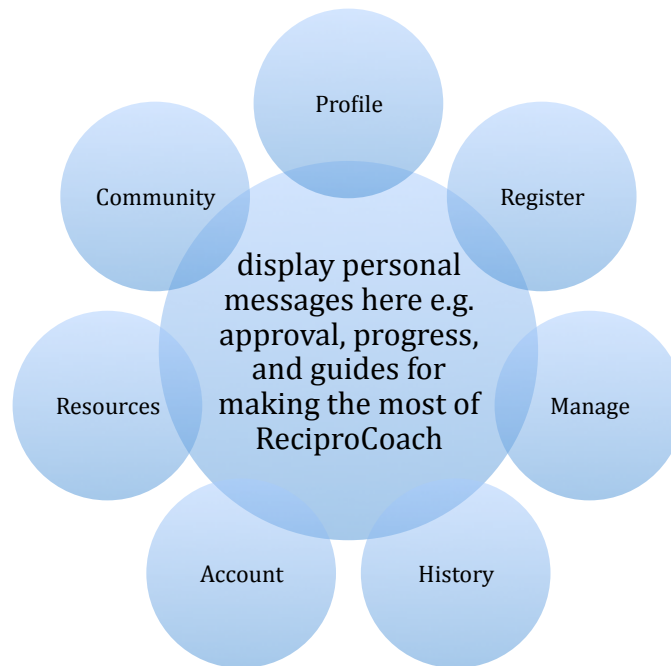 Profile
Community
Register
display personal
messages here e.g.
approval, progress,
and guides for
making the most of
ReciproCoach
Resources
Manage
Account
History